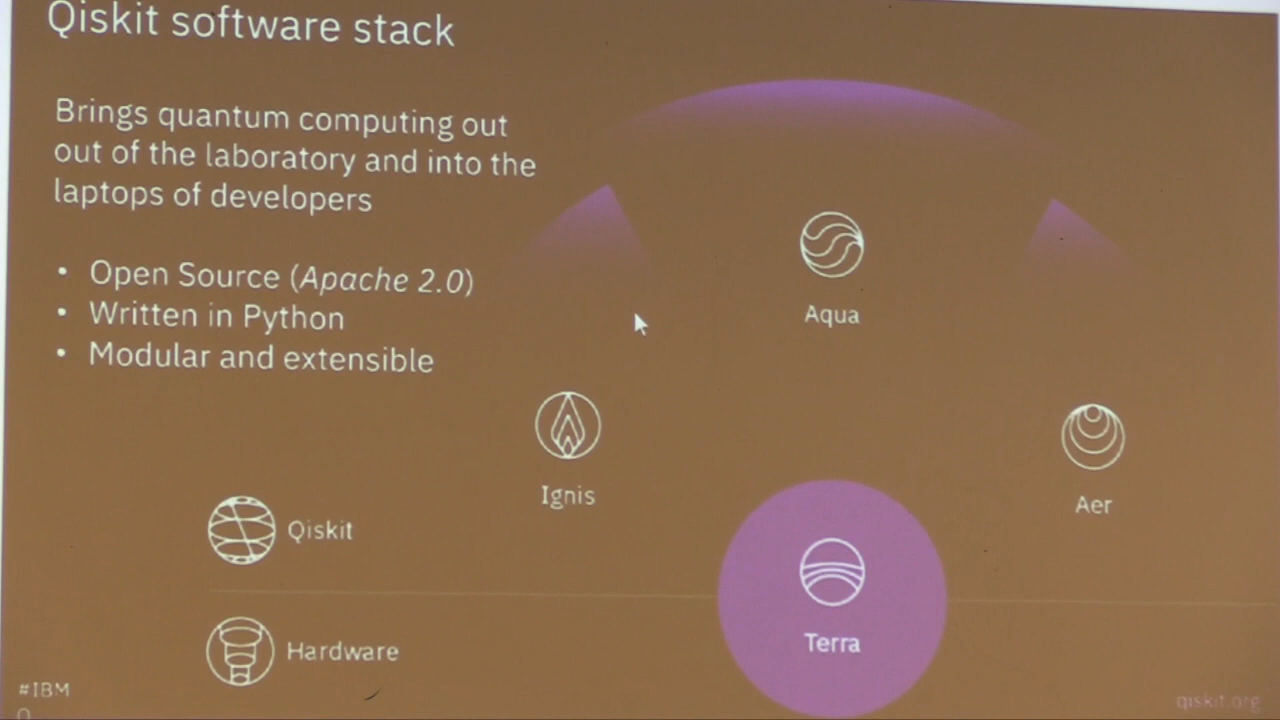 Qiskit software stack
Brings quantum computing out
out of the laboratory and into the
laptops of developers
• Open Source (Apache 2.0)
• Written in Python
• Modular and extensible
Aqua
Ignis
Aer
Qiskit
Terra
Hardware
#IBM
Q
qiskit.org